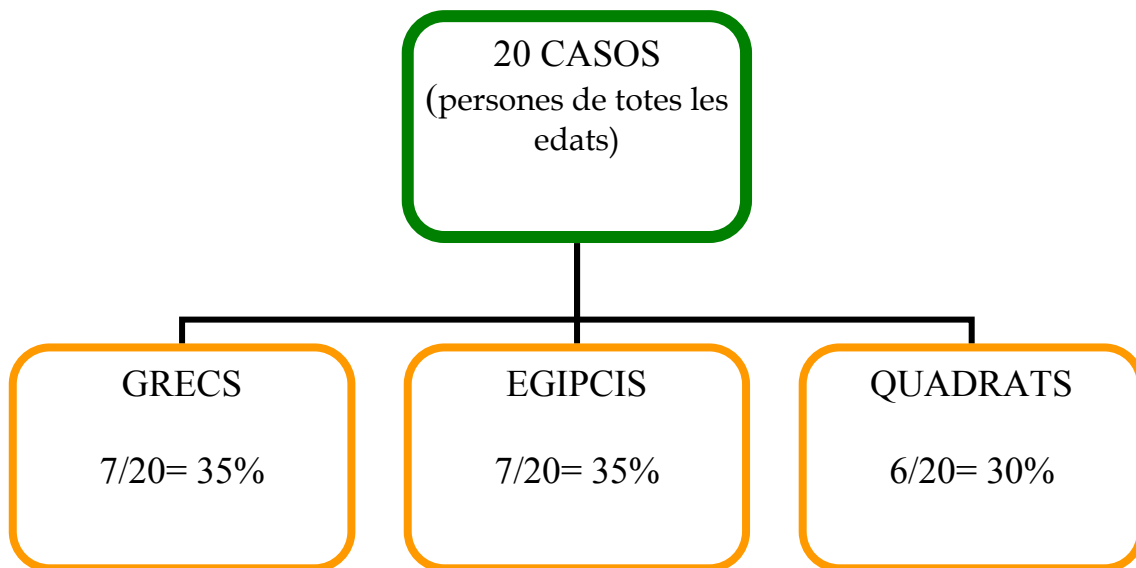 20 CASOS
(persones de totes les
edats)
GRECS
7/20= 35%
EGIPCIS
7/20= 35%
QUADRATS
6/20= 30%